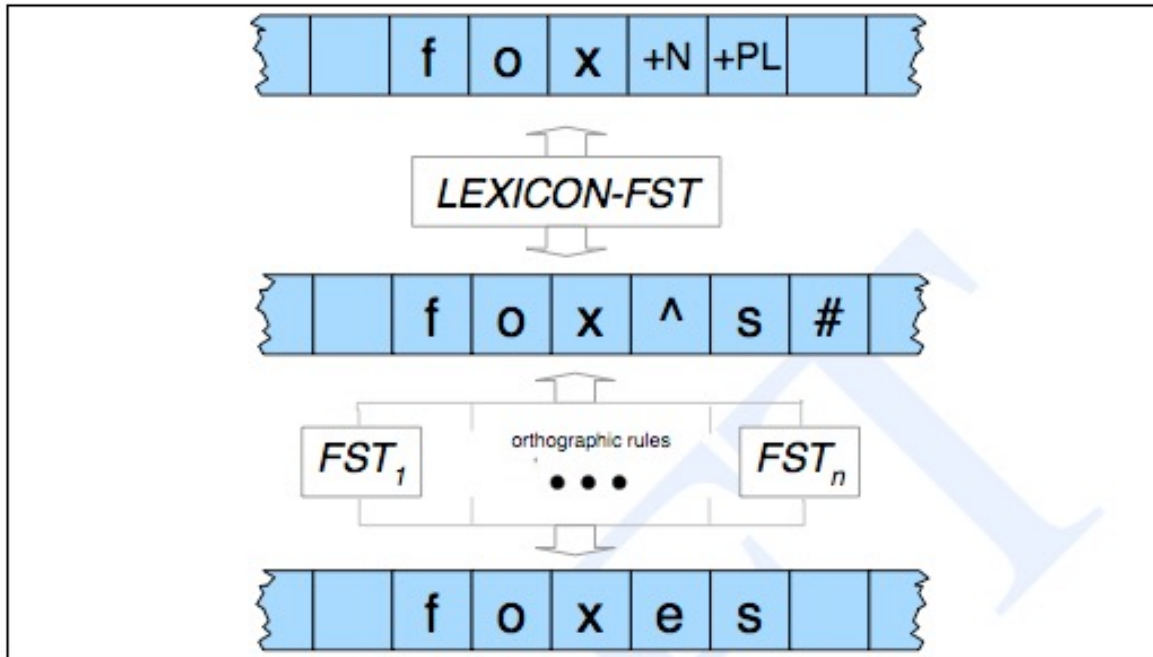 f o x +N +PL
LEXICON-FST
f o x ^ s #
orthographic rules
FST1 ... FSTn
f o x e s